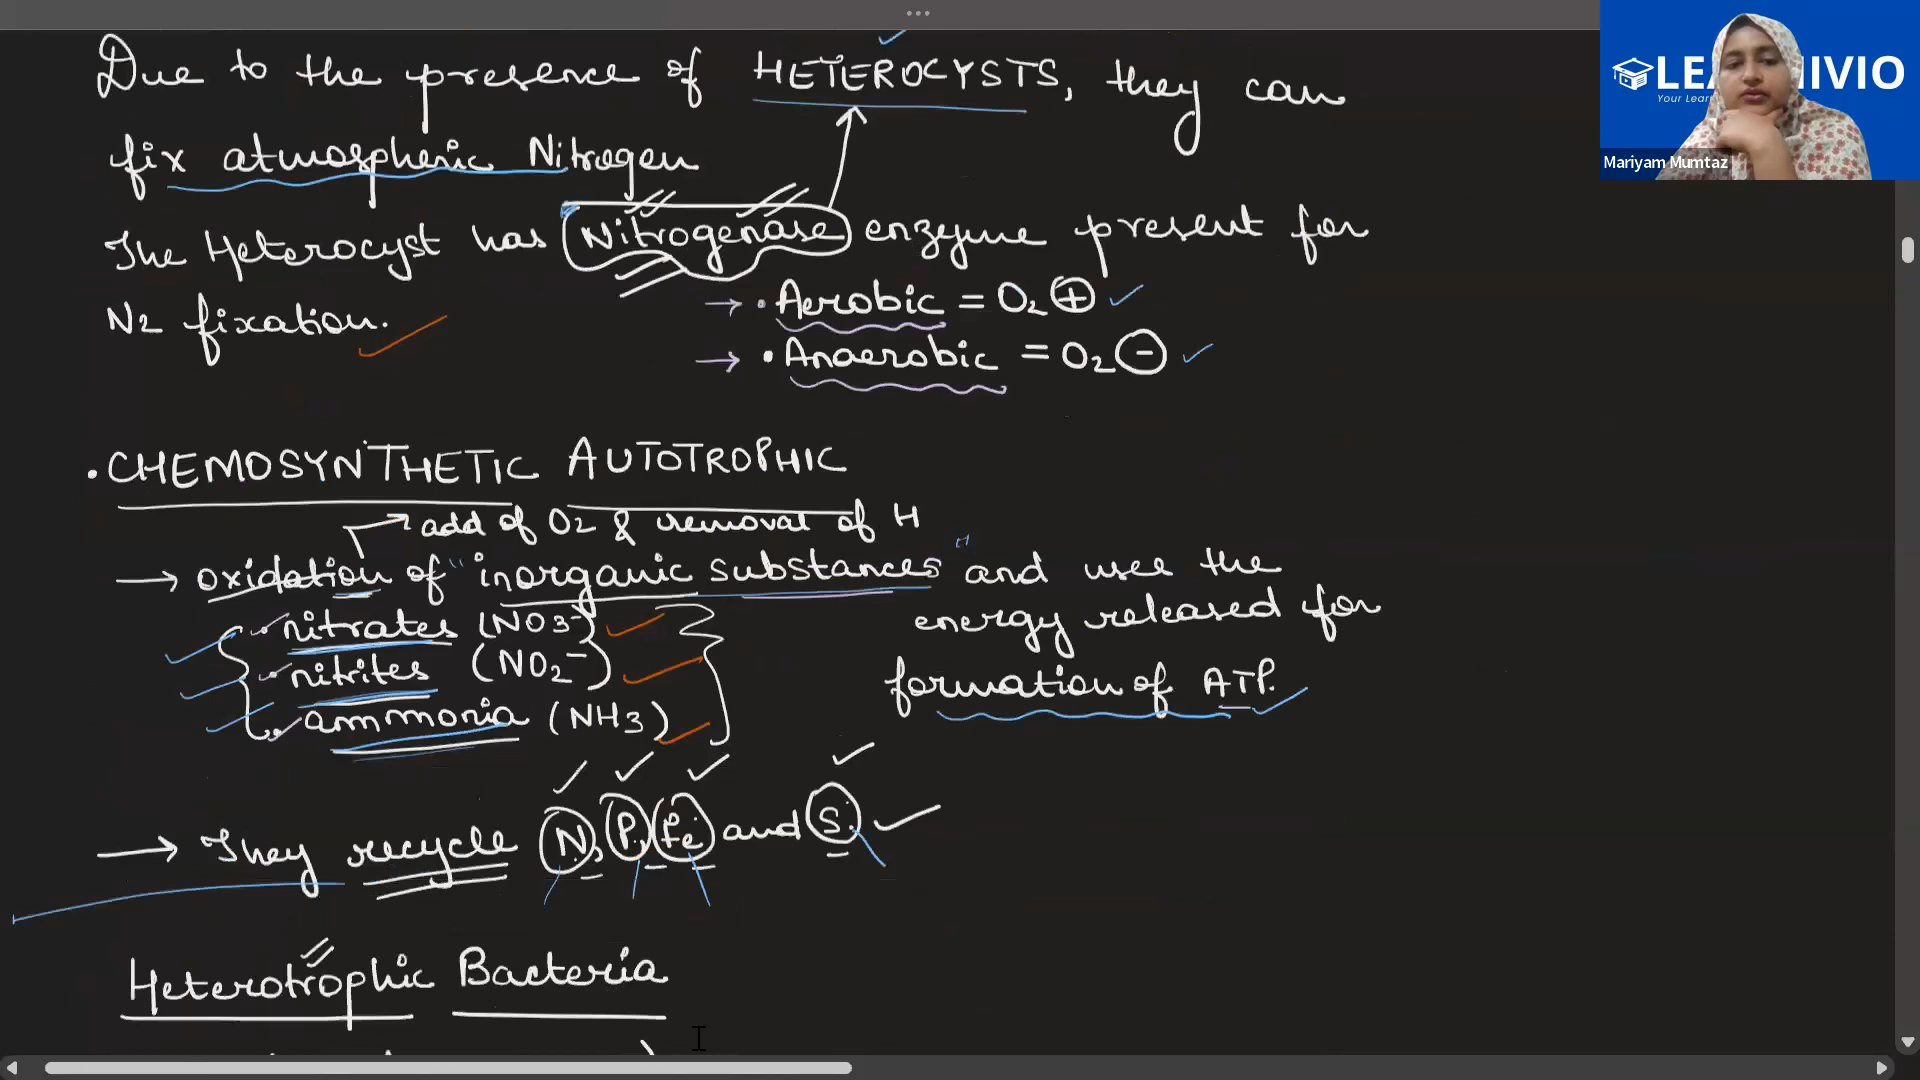 Due to the presence of HETEROCYSTS, they can
fix atmospheric Nitrogen
The Heterocyst has Nitrogenase enzyme present for
N2 fixation.
→ • Aerobic = O2 ⊕
→ • Anaerobic = O2 ⊖
• CHEMOSYNTHETIC AUTOTROPHIC
→ add of O2 & removal of H
→ oxidation of "inorganic substances" and uses the
energy released for
formation of ATP.
nitrates (NO3⁻)
nitrites (NO2⁻)
ammonia (NH3)
→ They recycle N, P, Fe and S.
Heterotrophic Bacteria
LEA IVIO
Your Lear
Mariyam Mumtaz